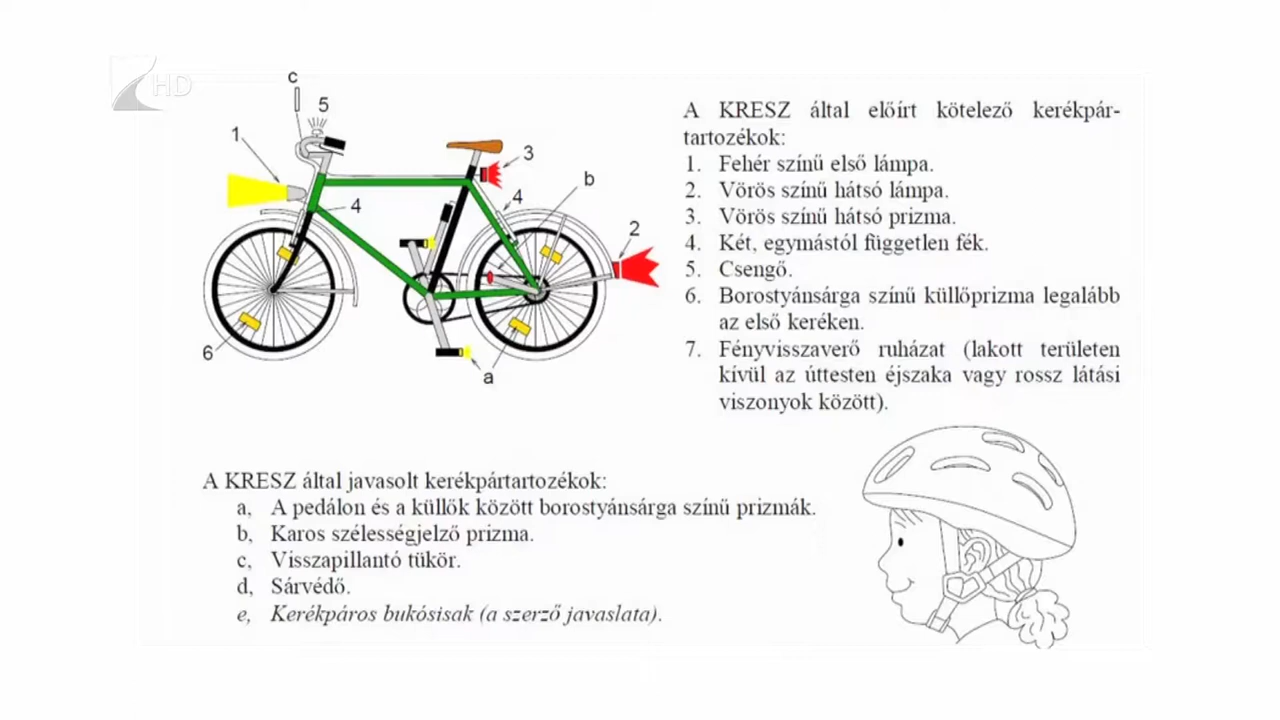 HD
c
5
1
3
b
4
4
2
6
a
A KRESZ által előírt kötelező kerékpár-
tartozékok:
1. Fehér színű első lámpa.
2. Vörös színű hátsó lámpa.
3. Vörös színű hátsó prizma.
4. Két, egymástól független fék.
5. Csengő.
6. Borostyánsárga színű küllőprizma legalább
az első keréken.
7. Fényvisszaverő ruházat (lakott területen
kívül az úttesten éjszaka vagy rossz látási
viszonyok között).
A KRESZ által javasolt kerékpártartozékok:
a, A pedálon és a küllők között borostyánsárga színű prizmák.
b, Karos szélességjelző prizma.
c, Visszapillantó tükör.
d, Sárvédő.
e, Kerékpáros bukósisak (a szerző javaslata).